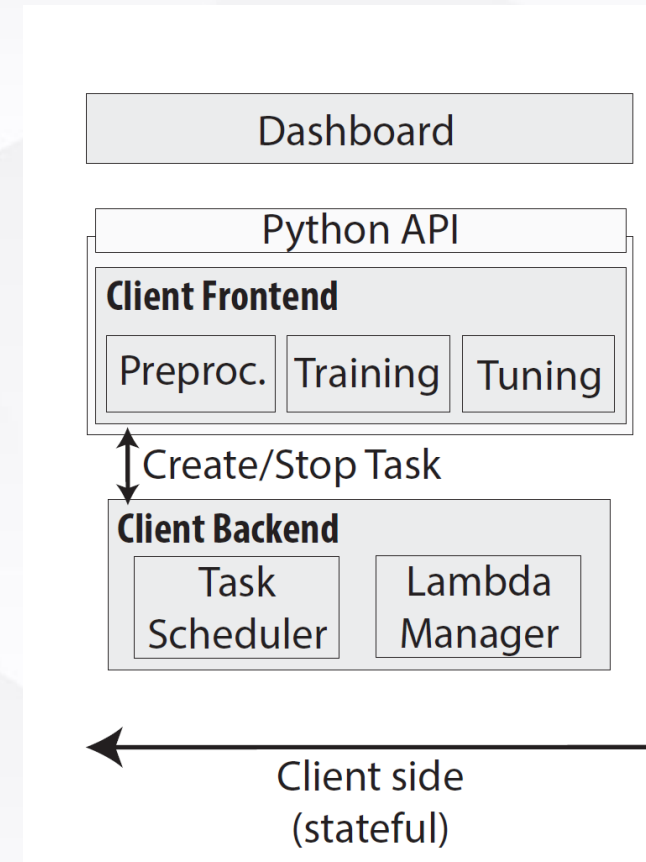 Dashboard
Python API
Client Frontend
Preproc.
Training
Tuning
Create/Stop Task
Client Backend
Task
Scheduler
Lambda
Manager
Client side
(stateful)